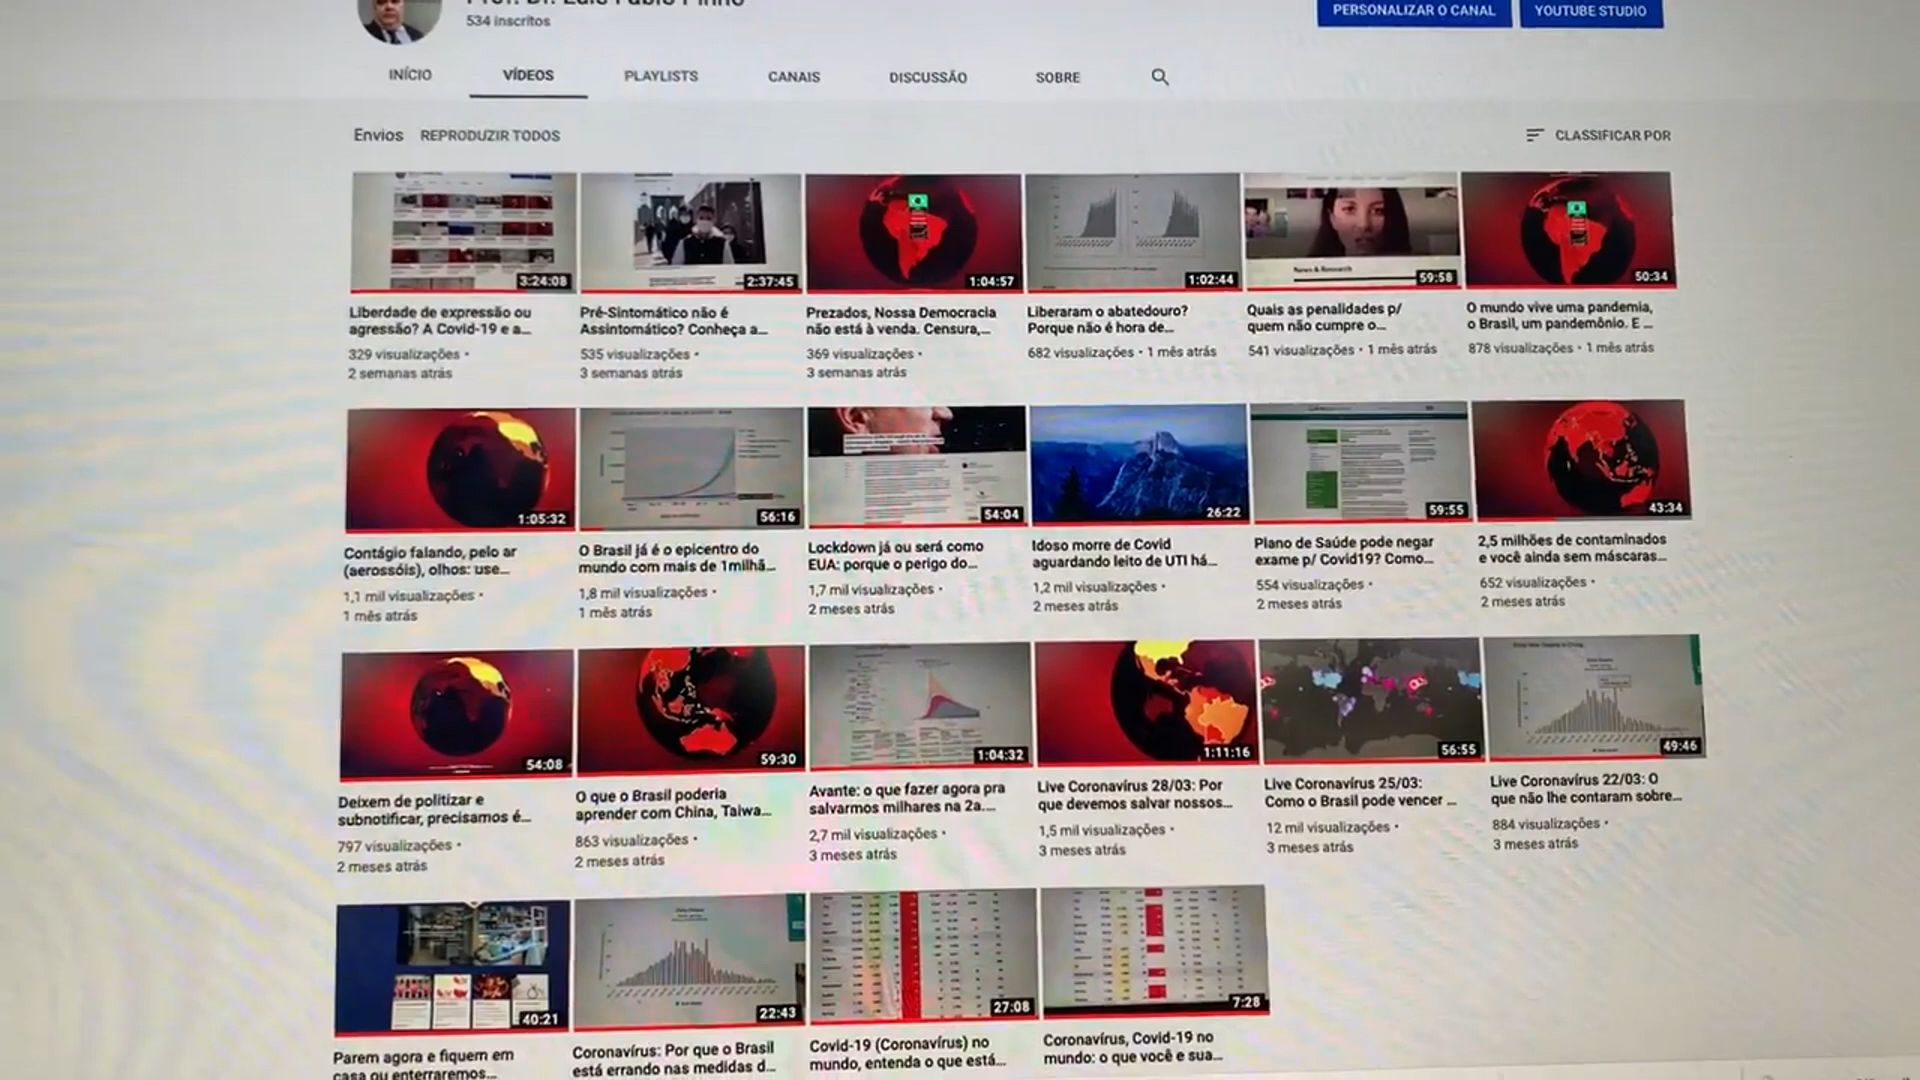 534 inscritos
PERSONALIZAR O CANAL
YOUTUBE STUDIO
INÍCIO VÍDEOS PLAYLISTS CANAIS DISCUSSÃO SOBRE
Envios REPRODUZIR TODOS
CLASSIFICAR POR
3:24:08
Liberdade de expressão ou
agressão? A Covid-19 e a...
329 visualizações •
2 semanas atrás
2:37:45
Pré-Sintomático não é
Assintomático? Conheça a...
535 visualizações •
3 semanas atrás
1:04:57
Prezados, Nossa Democracia
não está à venda. Censura,...
369 visualizações •
3 semanas atrás
1:02:44
Liberaram o abatedouro?
Porque não é hora de...
682 visualizações • 1 mês atrás
News & Research
59:58
Quais as penalidades p/
quem não cumpre o...
541 visualizações • 1 mês atrás
50:34
O mundo vive uma pandemia,
o Brasil, um pandemônio. E ...
878 visualizações • 1 mês atrás
1:05:32
Contágio falando, pelo ar
(aerossóis), olhos: use...
1,1 mil visualizações •
1 mês atrás
56:16
O Brasil já é o epicentro do
mundo com mais de 1milhã...
1,8 mil visualizações •
1 mês atrás
54:04
Lockdown já ou será como
EUA: porque o perigo do...
1,7 mil visualizações •
2 meses atrás
26:22
Idoso morre de Covid
aguardando leito de UTI há...
1,2 mil visualizações •
2 meses atrás
59:55
Plano de Saúde pode negar
exame p/ Covid19? Como...
554 visualizações •
2 meses atrás
43:34
2,5 milhões de contaminados
e você ainda sem máscaras...
652 visualizações •
2 meses atrás
54:08
Deixem de politizar e
subnotificar, precisamos é...
797 visualizações •
2 meses atrás
59:30
O que o Brasil poderia
aprender com China, Taiwa...
863 visualizações •
2 meses atrás
1:04:32
Avante: o que fazer agora pra
salvarmos milhares na 2a....
2,7 mil visualizações •
3 meses atrás
1:11:16
Live Coronavírus 28/03: Por
que devemos salvar nossos...
1,5 mil visualizações •
3 meses atrás
56:55
Live Coronavírus 25/03:
Como o Brasil pode vencer ...
12 mil visualizações •
3 meses atrás
49:46
Live Coronavírus 22/03: O
que não lhe contaram sobre...
884 visualizações •
3 meses atrás
40:21
Parem agora e fiquem em
casa ou enterraremos...
22:43
Coronavírus: Por que o Brasil
está errando nas medidas d...
27:08
Covid-19 (Coronavírus) no
mundo, entenda o que está...
7:28
Coronavírus, Covid-19 no
mundo: o que você e sua...